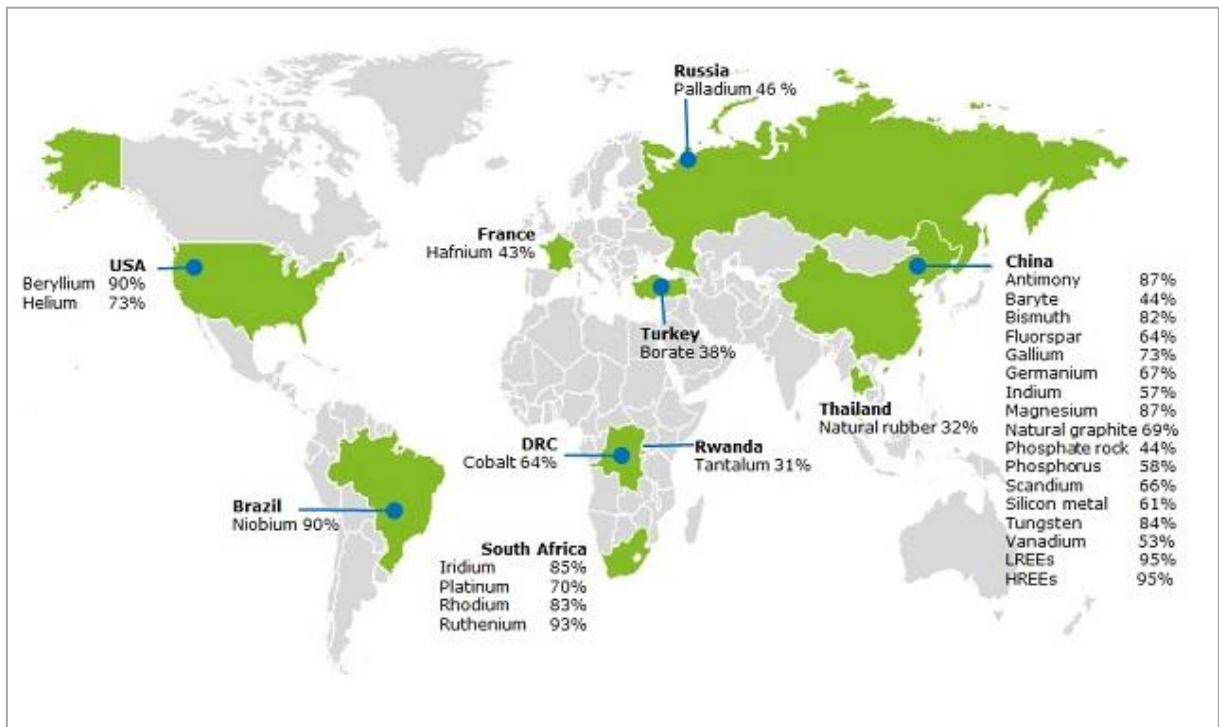 Russia
Palladium 46 %
France
Hafnium 43%
USA
Beryllium 90%
Helium 73%
Turkey
Borate 38%
China
Antimony 87%
Baryte 44%
Bismuth 82%
Fluorspar 64%
Gallium 73%
Germanium 67%
Indium 57%
Magnesium 87%
Natural graphite 69%
Phosphate rock 44%
Phosphorus 58%
Scandium 66%
Silicon metal 61%
Tungsten 84%
Vanadium 53%
LREEs 95%
HREEs 95%
Thailand
Natural rubber 32%
DRC
Cobalt 64%
Rwanda
Tantalum 31%
Brazil
Niobium 90%
South Africa
Iridium 85%
Platinum 70%
Rhodium 83%
Ruthenium 93%